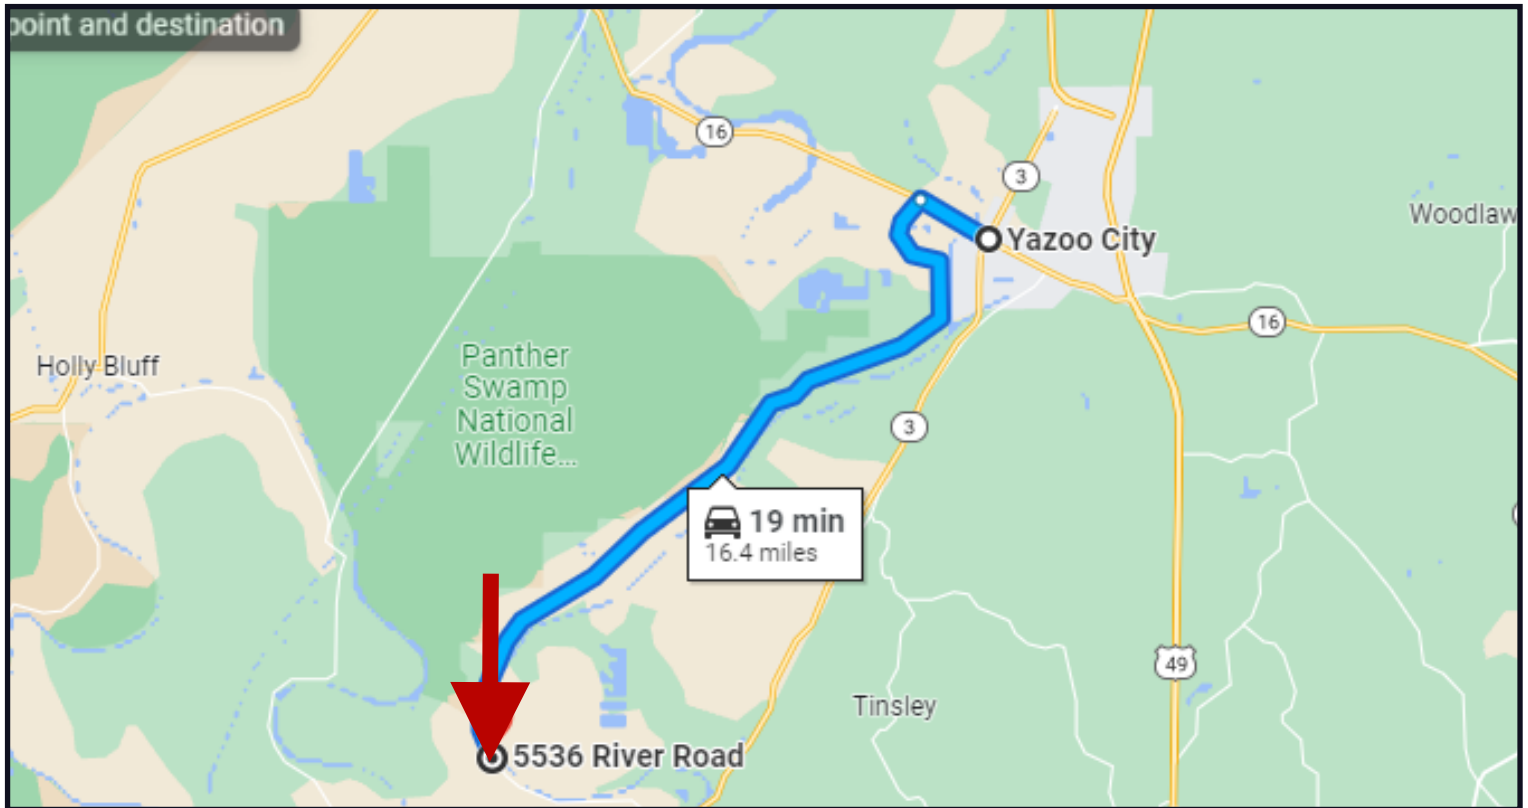 point and destination
16
3
Yazoo City
Woodlaw
16
Holly Bluff
Panther
Swamp
National
Wildlife...
3
19 min
16.4 miles
49
Tinsley
5536 River Road